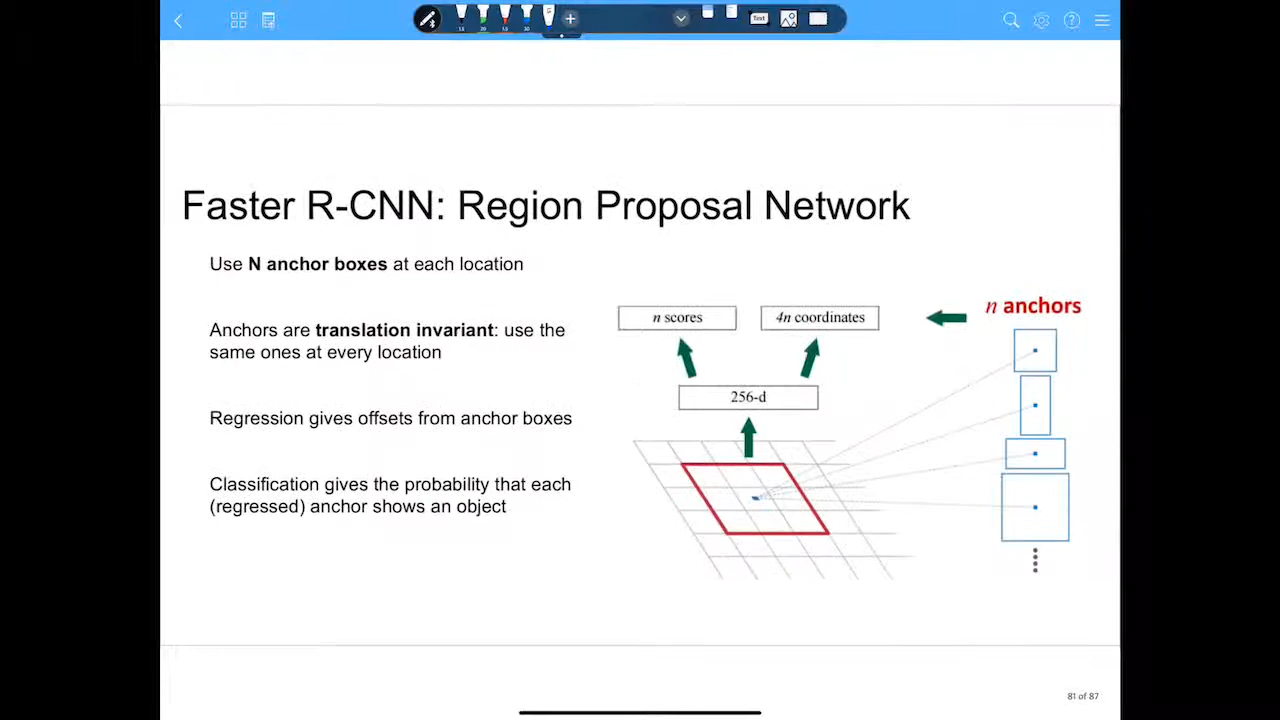 Text
Faster R-CNN: Region Proposal Network
Use N anchor boxes at each location
Anchors are translation invariant: use the
same ones at every location
Regression gives offsets from anchor boxes
Classification gives the probability that each
(regressed) anchor shows an object
n scores
4n coordinates
n anchors
256-d
81 of 87